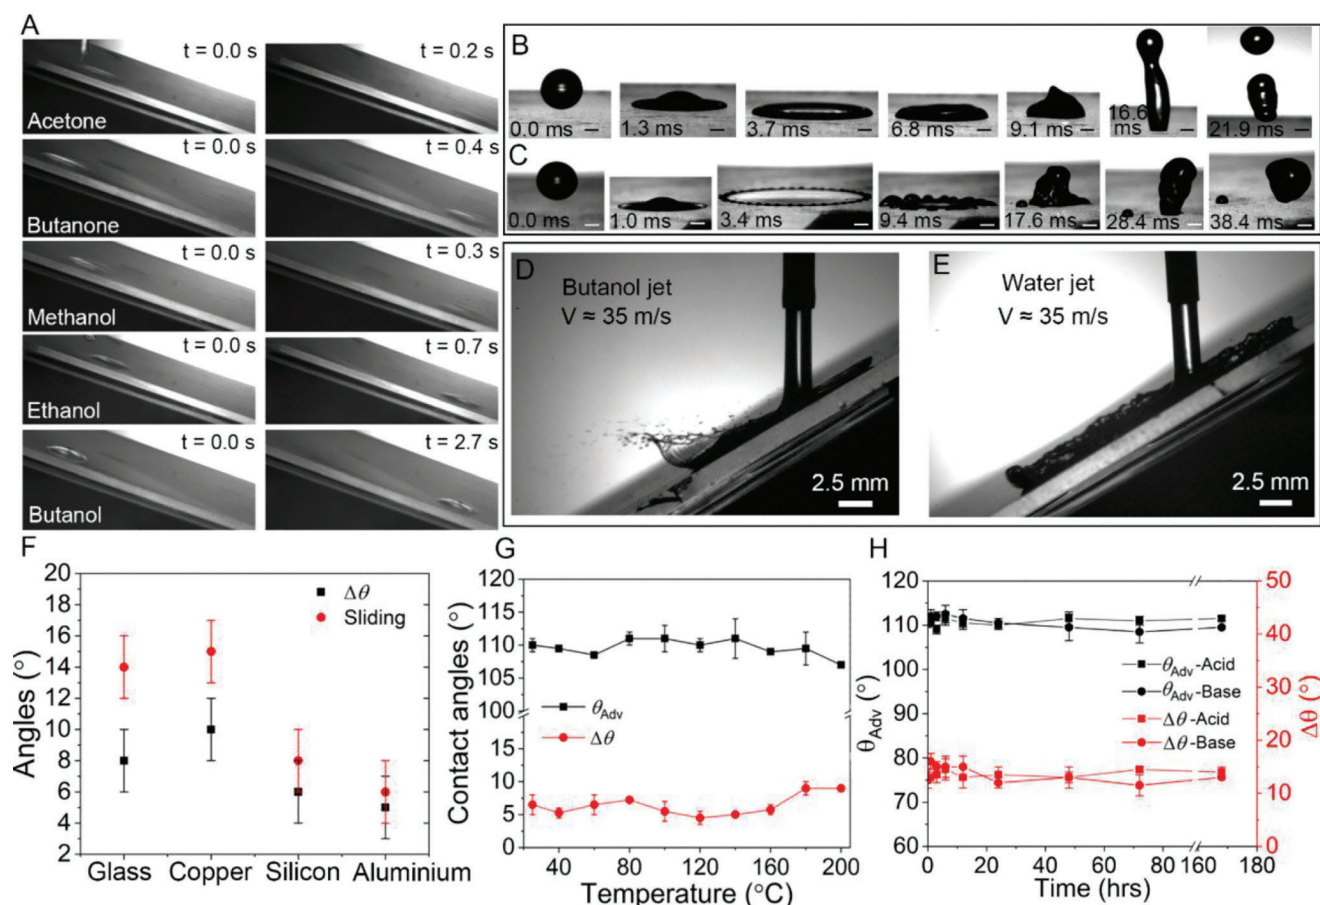 A
t = 0.0 s
t = 0.2 s
Acetone
t = 0.0 s
t = 0.4 s
Butanone
t = 0.0 s
t = 0.3 s
Methanol
t = 0.0 s
t = 0.7 s
Ethanol
t = 0.0 s
t = 2.7 s
Butanol
B
0.0 ms
1.3 ms
3.7 ms
6.8 ms
9.1 ms
16.6
ms
21.9 ms
C
0.0 ms
1.0 ms
3.4 ms
9.4 ms
17.6 ms
28.4 ms
38.4 ms
D
Butanol jet
V ≈ 35 m/s
2.5 mm
E
Water jet
V ≈ 35 m/s
2.5 mm
F
Angles (°)
20
18
16
14
12
10
8
6
4
2
Δθ
Sliding
Glass Copper Silicon Aluminium
G
Contact angles (°)
120
115
110
105
100
15
10
5
0
θAdv
Δθ
40 80 120 160 200
Temperature (°C)
H
θAdv (°)
120
110
100
90
80
70
60
θAdv -Acid
θAdv -Base
Δθ -Acid
Δθ -Base
50
40
30
20
10
0
Δθ (°)
0 20 40 60 80 160 180
Time (hrs)